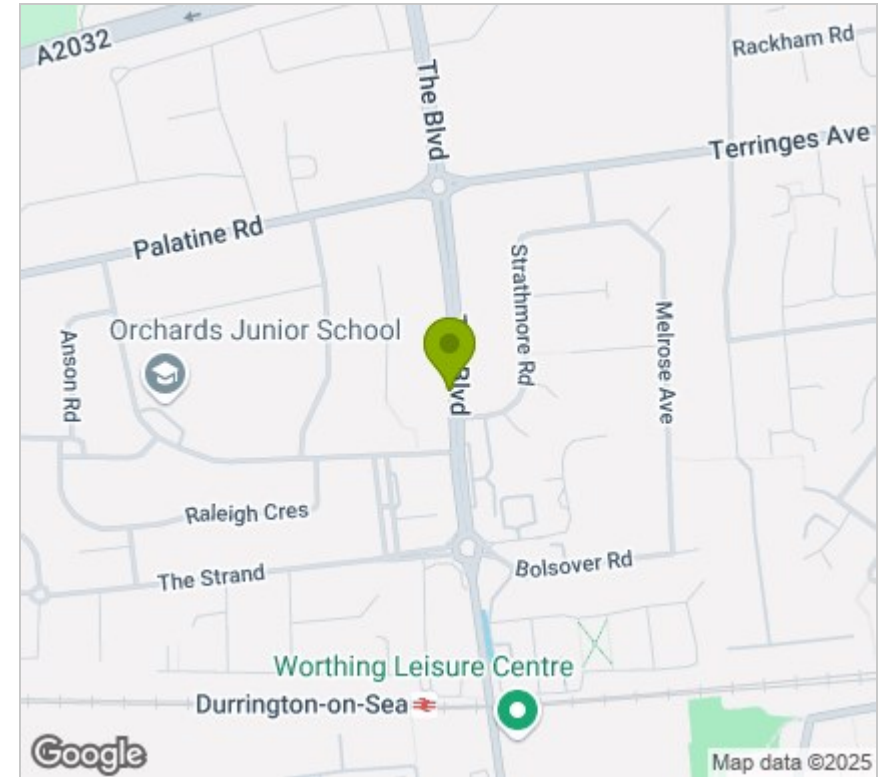 A2032
The Blvd
Rackham Rd
Terringes Ave
Palatine Rd
Strathmore Rd
Melrose Ave
Orchards Junior School
Anson Rd
Blvd
Raleigh Cres
The Strand
Bolsover Rd
Worthing Leisure Centre
Durrington-on-Sea
Google
Map data ©2025